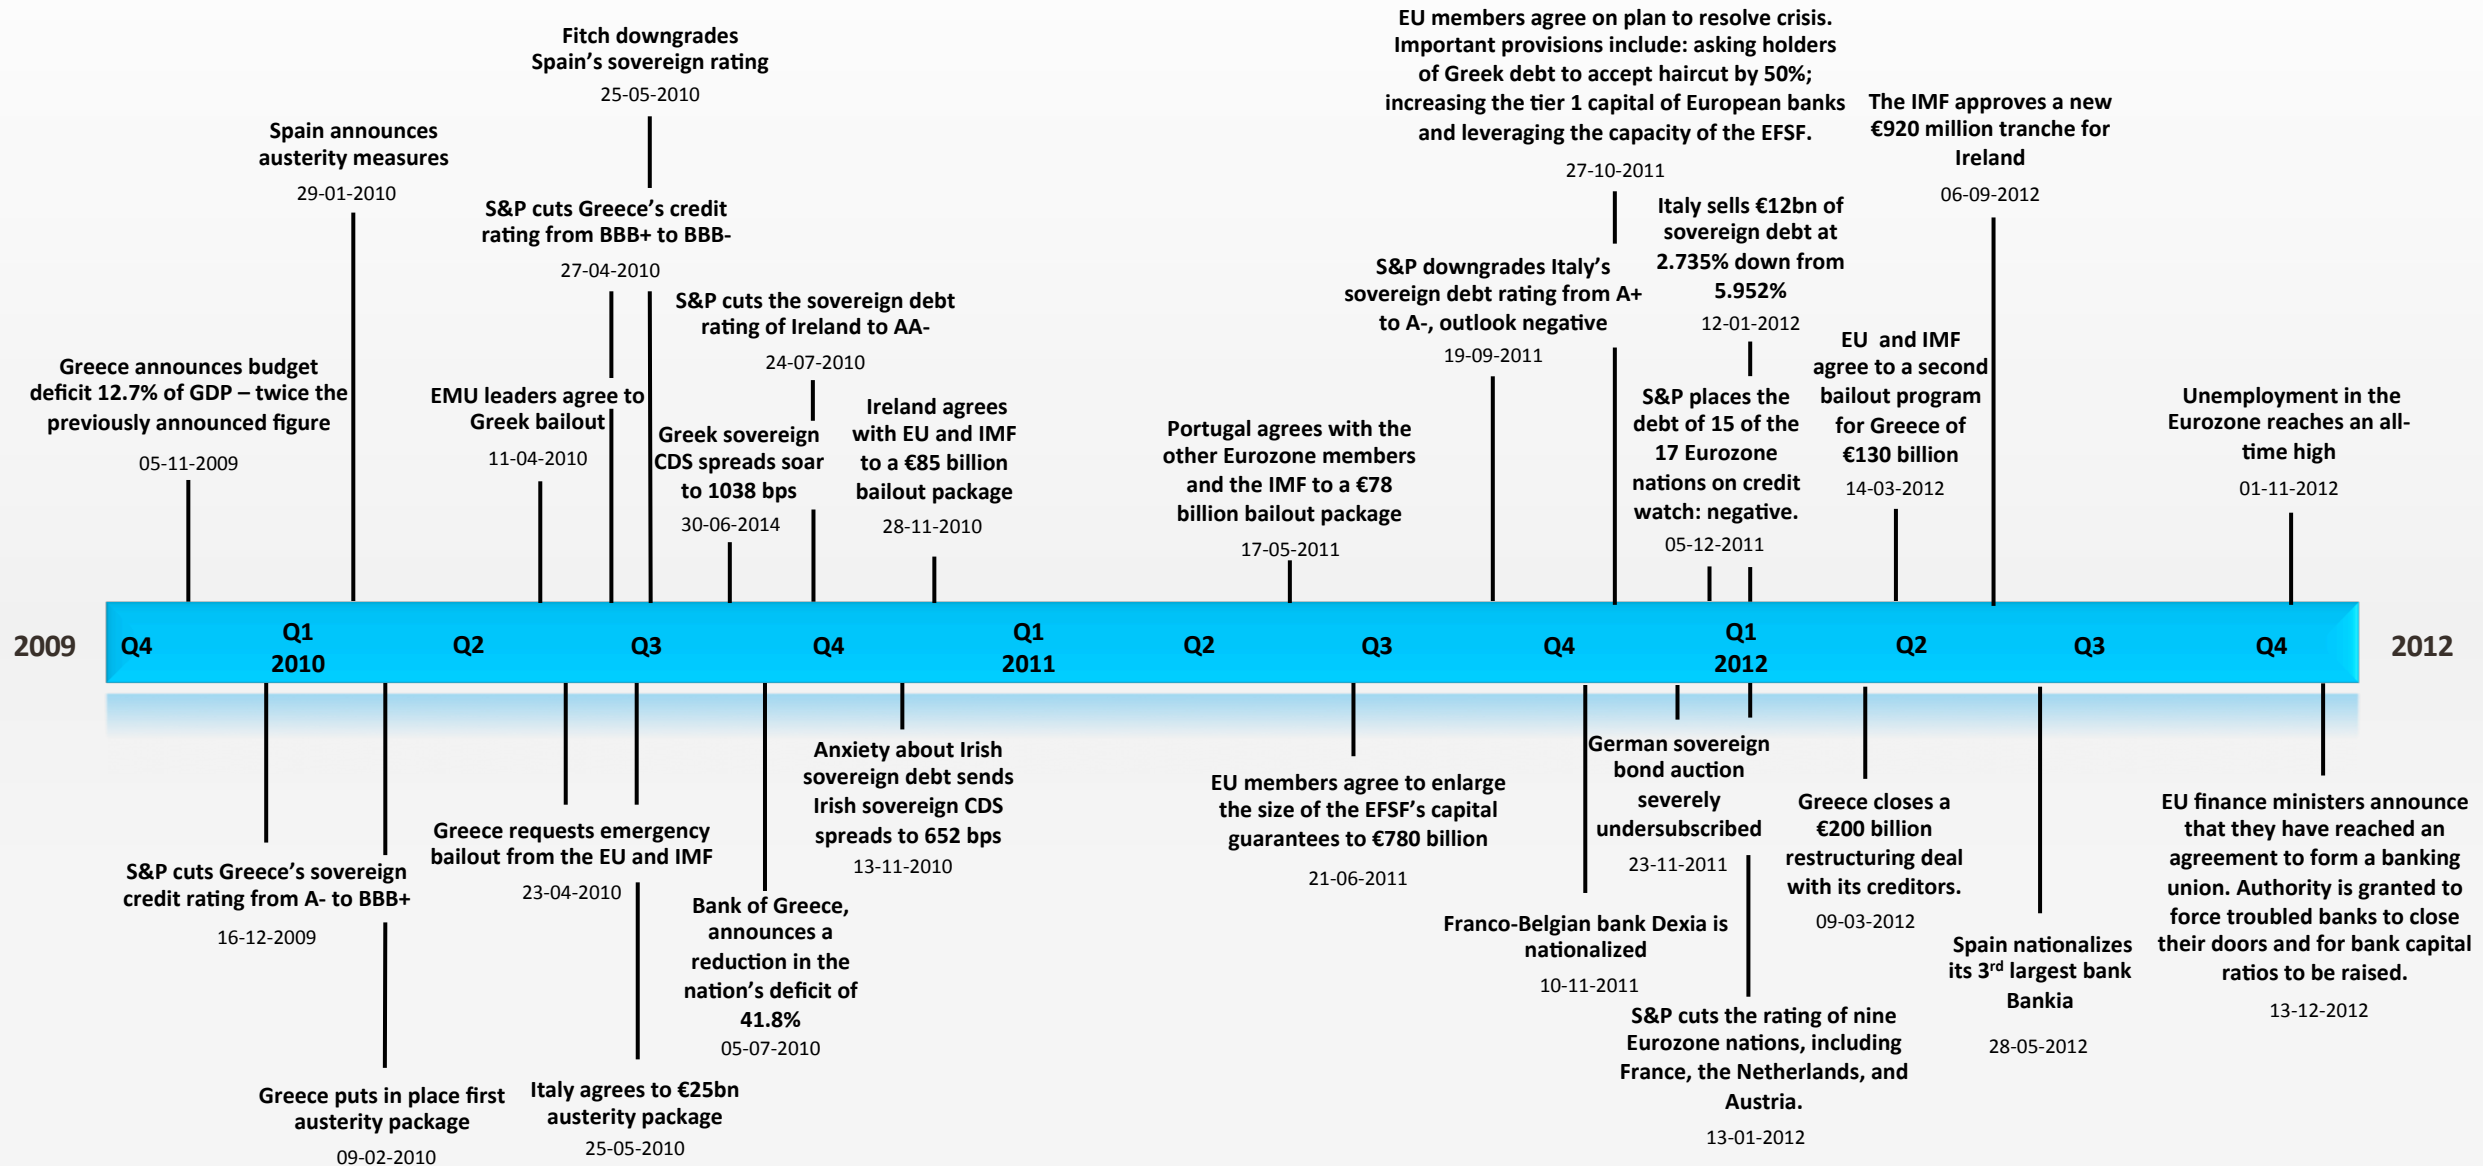 Fitch downgrades
Spain's sovereign rating
25-05-2010
Spain announces
austerity measures
29-01-2010
S&P cuts Greece's credit
rating from BBB+ to BBB-
27-04-2010
S&P cuts the sovereign debt
rating of Ireland to AA-
24-07-2010
Greece announces budget
deficit 12.7% of GDP – twice the
previously announced figure
05-11-2009
EMU leaders agree to
Greek bailout
11-04-2010
Greek sovereign
CDS spreads soar
to 1038 bps
30-06-2014
Ireland agrees
with EU and IMF
to a €85 billion
bailout package
28-11-2010
Portugal agrees with the
other Eurozone members
and the IMF to a €78
billion bailout package
17-05-2011
EU members agree on plan to resolve crisis.
Important provisions include: asking holders
of Greek debt to accept haircut by 50%;
increasing the tier 1 capital of European banks
and leveraging the capacity of the EFSF.
27-10-2011
S&P downgrades Italy's
sovereign debt rating from A+
to A-, outlook negative
19-09-2011
Italy sells €12bn of
sovereign debt at
2.735% down from
5.952%
12-01-2012
S&P places the
debt of 15 of the
17 Eurozone
nations on credit
watch: negative.
05-12-2011
The IMF approves a new
€920 million tranche for
Ireland
06-09-2012
EU and IMF
agree to a second
bailout program
for Greece of
€130 billion
14-03-2012
Unemployment in the
Eurozone reaches an all-
time high
01-11-2012
2009
Q4
Q1
2010
Q2
Q3
Q4
Q1
2011
Q2
Q3
Q4
Q1
2012
Q2
Q3
Q4
2012
S&P cuts Greece's sovereign
credit rating from A- to BBB+
16-12-2009
Greece puts in place first
austerity package
09-02-2010
Greece requests emergency
bailout from the EU and IMF
23-04-2010
Italy agrees to €25bn
austerity package
25-05-2010
Bank of Greece,
announces a
reduction in the
nation's deficit of
41.8%
05-07-2010
Anxiety about Irish
sovereign debt sends
Irish sovereign CDS
spreads to 652 bps
13-11-2010
EU members agree to enlarge
the size of the EFSF's capital
guarantees to €780 billion
21-06-2011
Franco-Belgian bank Dexia is
nationalized
10-11-2011
German sovereign
bond auction
severely
undersubscribed
23-11-2011
S&P cuts the rating of nine
Eurozone nations, including
France, the Netherlands, and
Austria.
13-01-2012
Greece closes a
€200 billion
restructuring deal
with its creditors.
09-03-2012
Spain nationalizes
its 3rd largest bank
Bankia
28-05-2012
EU finance ministers announce
that they have reached an
agreement to form a banking
union. Authority is granted to
force troubled banks to close
their doors and for bank capital
ratios to be raised.
13-12-2012